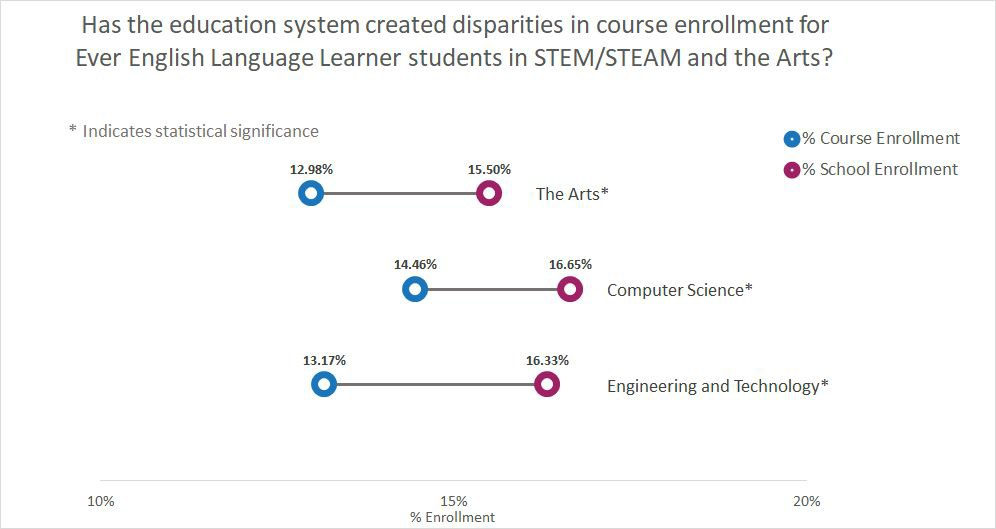 Has the education system created disparities in course enrollment for
Ever English Language Learner students in STEM/STEAM and the Arts?
* Indicates statistical significance
% Course Enrollment
% School Enrollment
12.98%
15.50%
The Arts*
14.46%
16.65%
Computer Science*
13.17%
16.33%
Engineering and Technology*
10%
15%
20%
% Enrollment